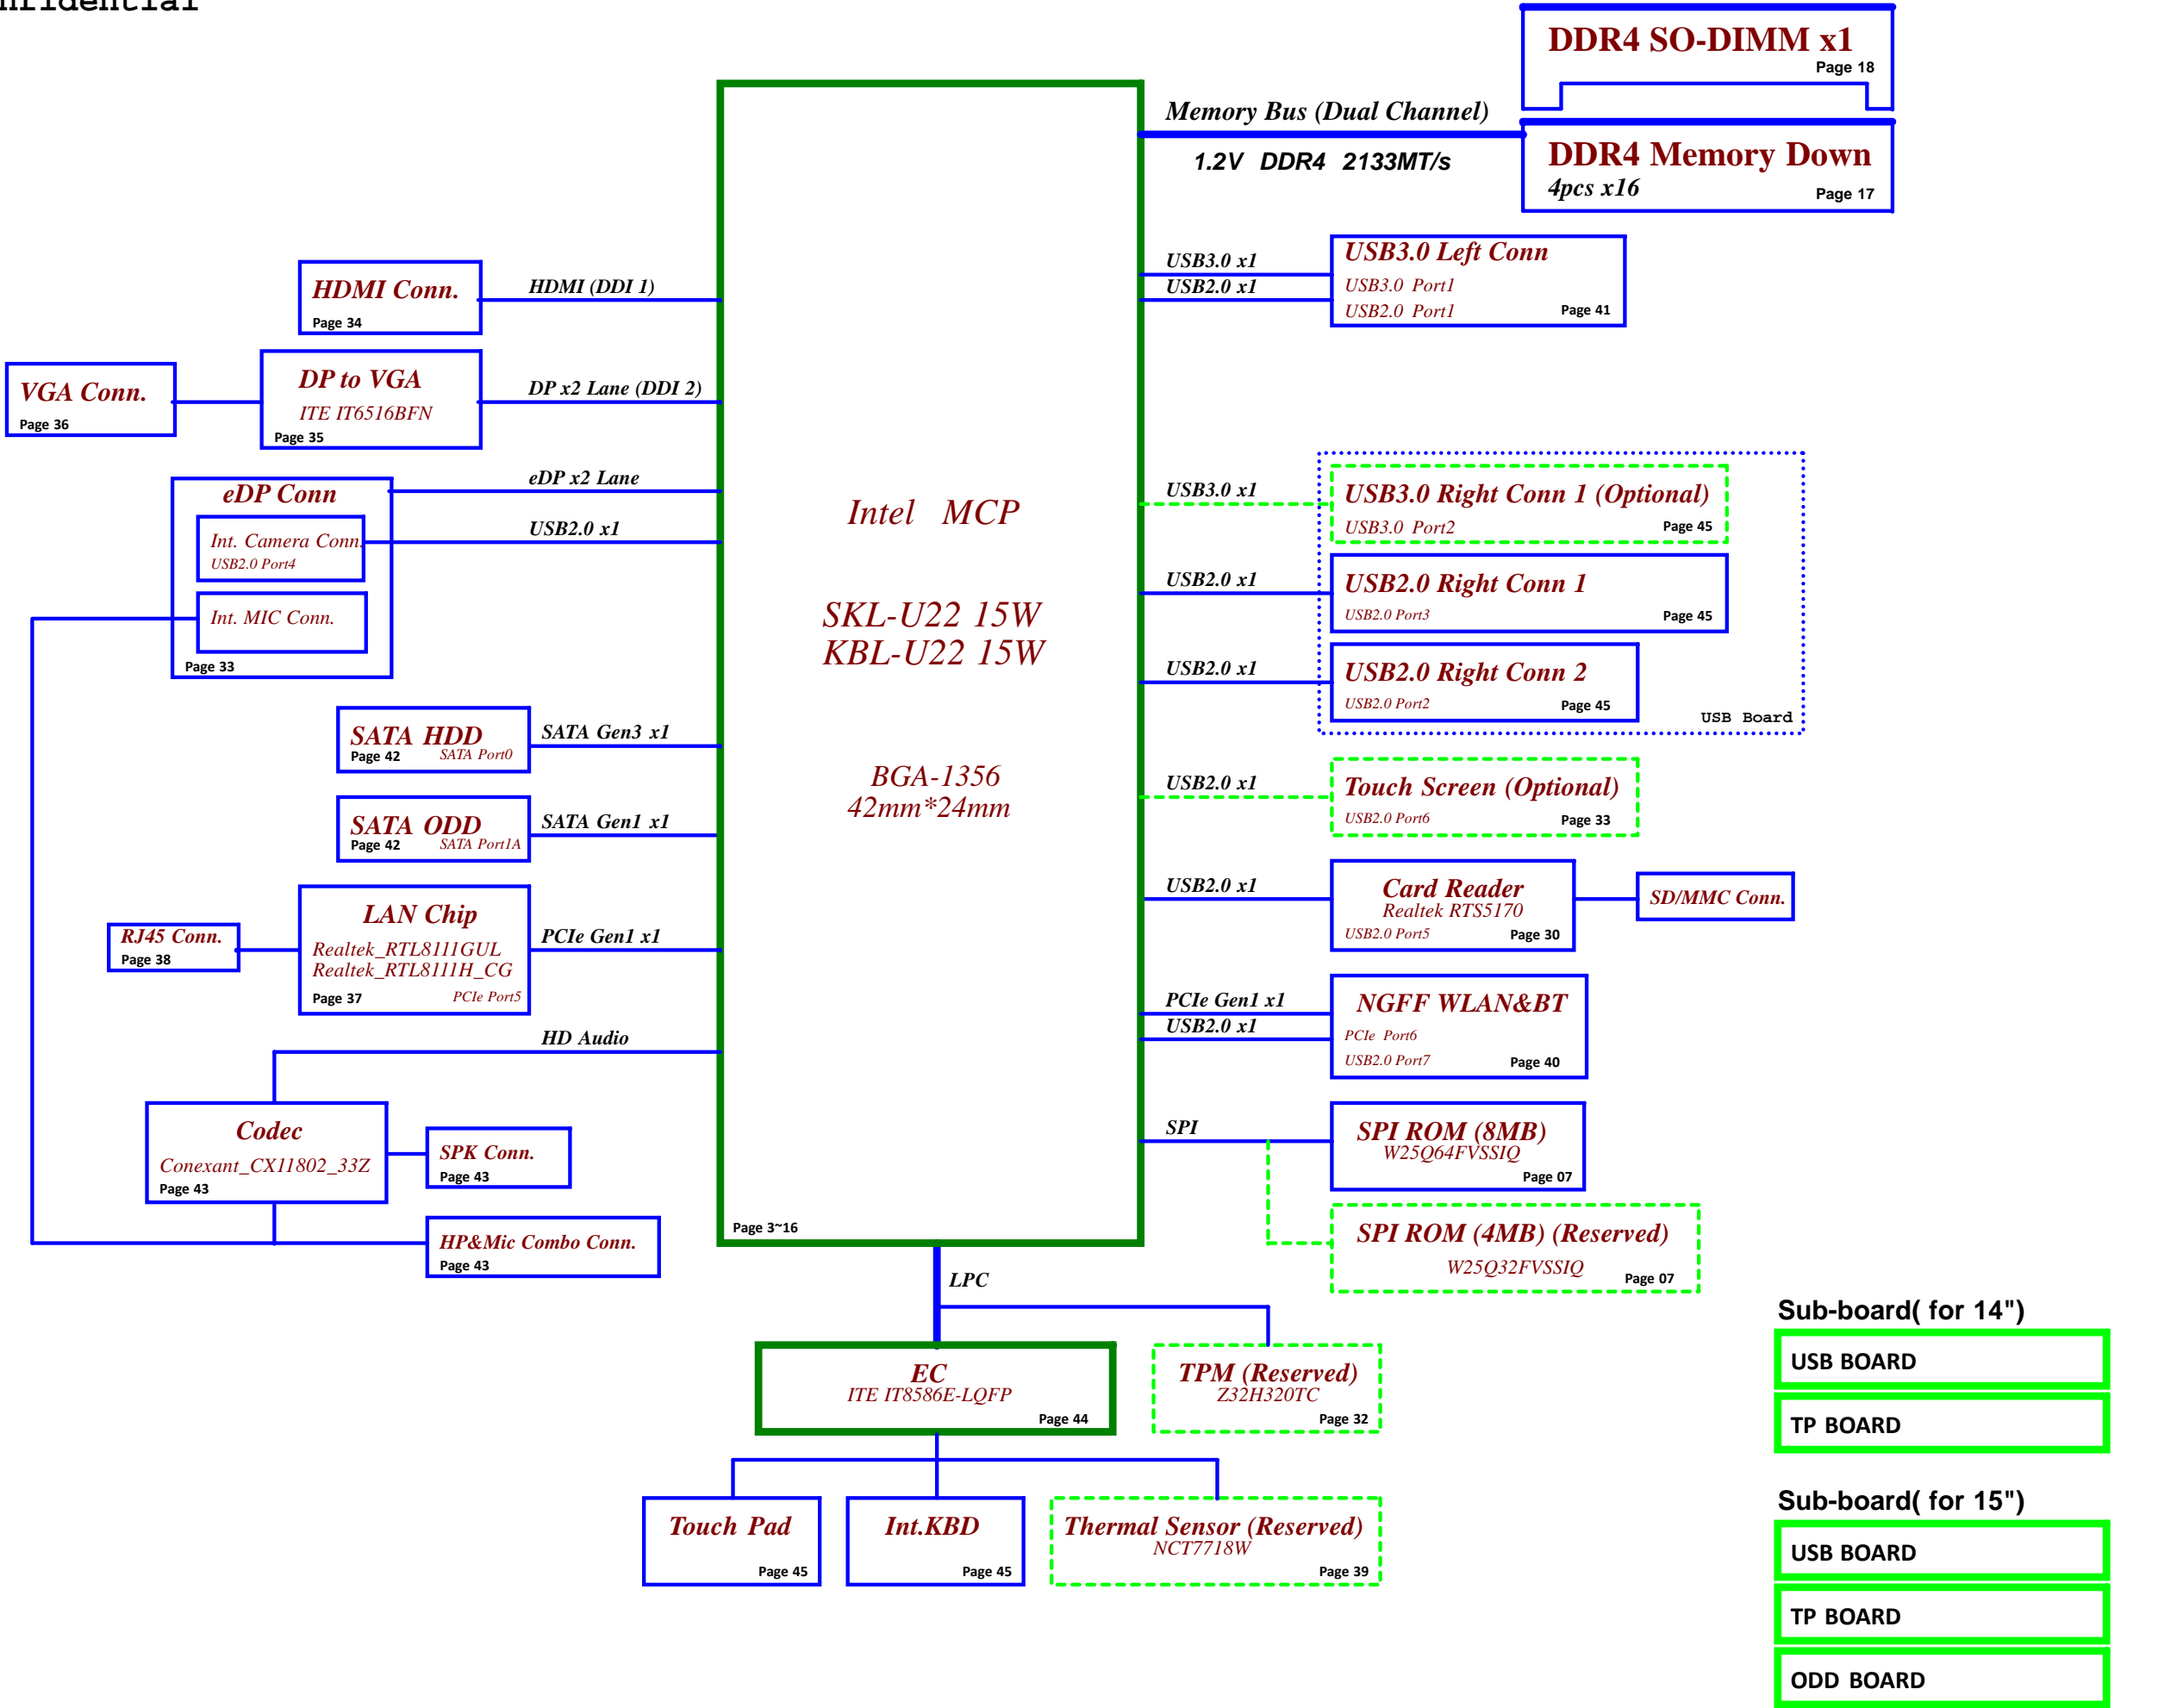 DDR4 SO-DIMM x1
Page 18
Memory Bus (Dual Channel)
1.2V DDR4 2133MT/s
DDR4 Memory Down
4pcs x16
Page 17
HDMI Conn.
Page 34
HDMI (DDI 1)
VGA Conn.
Page 36
DP to VGA
ITE IT6516BFN
Page 35
DP x2 Lane (DDI 2)
eDP Conn
eDP x2 Lane
Int. Camera Conn.
USB2.0 Port4
USB2.0 x1
Int. MIC Conn.
Page 33
SATA HDD
Page 42
SATA Port0
SATA Gen3 x1
SATA ODD
Page 42
SATA Port1A
SATA Gen1 x1
RJ45 Conn.
Page 38
LAN Chip
Realtek_RTL8111GUL
Realtek_RTL8111H_CG
Page 37
PCIe Port5
PCIe Gen1 x1
HD Audio
Codec
Conexant_CX11802_33Z
Page 43
SPK Conn.
Page 43
HP&Mic Combo Conn.
Page 43
Intel MCP
SKL-U22 15W
KBL-U22 15W
BGA-1356
42mm*24mm
Page 3~16
USB3.0 x1
USB2.0 x1
USB3.0 Left Conn
USB3.0 Port1
USB2.0 Port1
Page 41
USB3.0 x1
USB3.0 Right Conn 1 (Optional)
USB3.0 Port2
Page 45
USB2.0 x1
USB2.0 Right Conn 1
USB2.0 Port3
Page 45
USB2.0 x1
USB2.0 Right Conn 2
USB2.0 Port2
Page 45
USB Board
USB2.0 x1
Touch Screen (Optional)
USB2.0 Port6
Page 33
USB2.0 x1
Card Reader
Realtek RTS5170
USB2.0 Port5
Page 30
SD/MMC Conn.
PCIe Gen1 x1
USB2.0 x1
NGFF WLAN&BT
PCIe Port6
USB2.0 Port7
Page 40
SPI
SPI ROM (8MB)
W25Q64FVSSIQ
Page 07
SPI ROM (4MB) (Reserved)
W25Q32FVSSIQ
Page 07
LPC
EC
ITE IT8586E-LQFP
Page 44
TPM (Reserved)
Z32H320TC
Page 32
Touch Pad
Page 45
Int.KBD
Page 45
Thermal Sensor (Reserved)
NCT7718W
Page 39
Sub-board( for 14")
USB BOARD
TP BOARD
Sub-board( for 15")
USB BOARD
TP BOARD
ODD BOARD